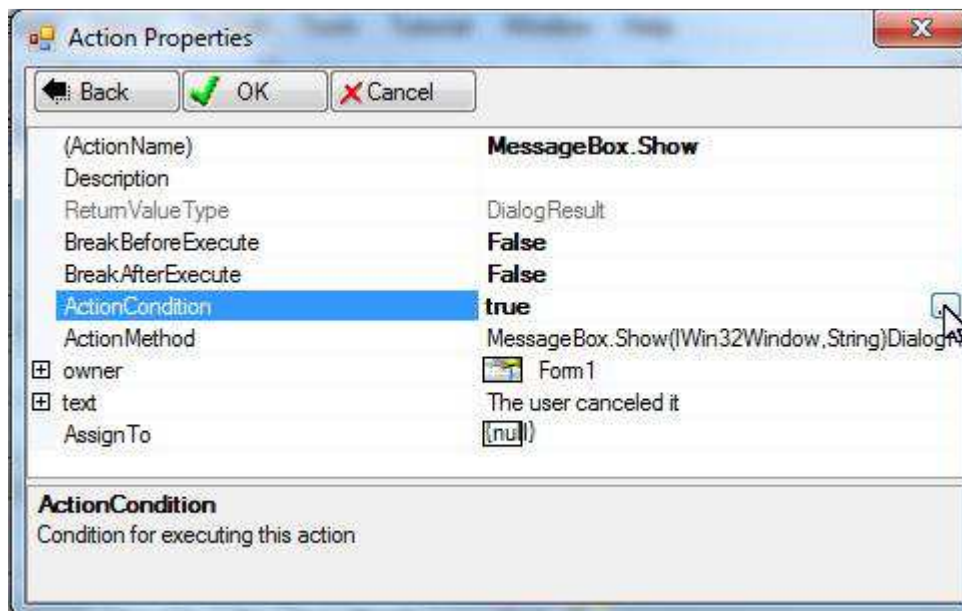 Action Properties
Back OK Cancel
(ActionName) MessageBox.Show
Description
ReturnValueType DialogResult
BreakBeforeExecute False
BreakAfterExecute False
ActionCondition true
ActionMethod MessageBox.Show(IWin32Window,String)Dialog
owner Form1
text The user canceled it
AssignTo {null}
ActionCondition
Condition for executing this action